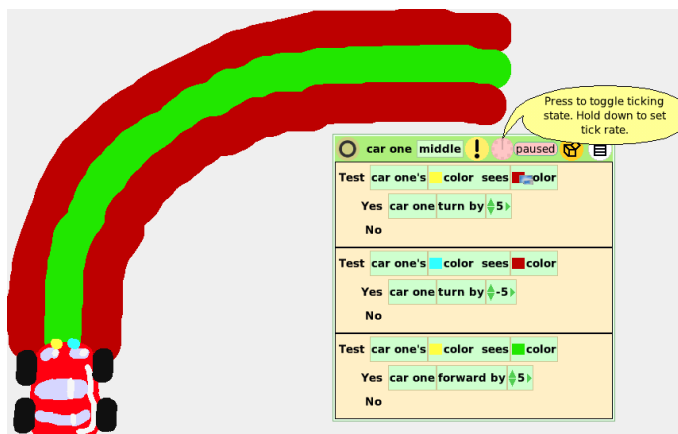 Press to toggle ticking
state. Hold down to set
tick rate.
car one middle ! paused
Test car one's color sees color
Yes car one turn by 5
No
Test car one's color sees color
Yes car one turn by -5
No
Test car one's color sees color
Yes car one forward by 5
No